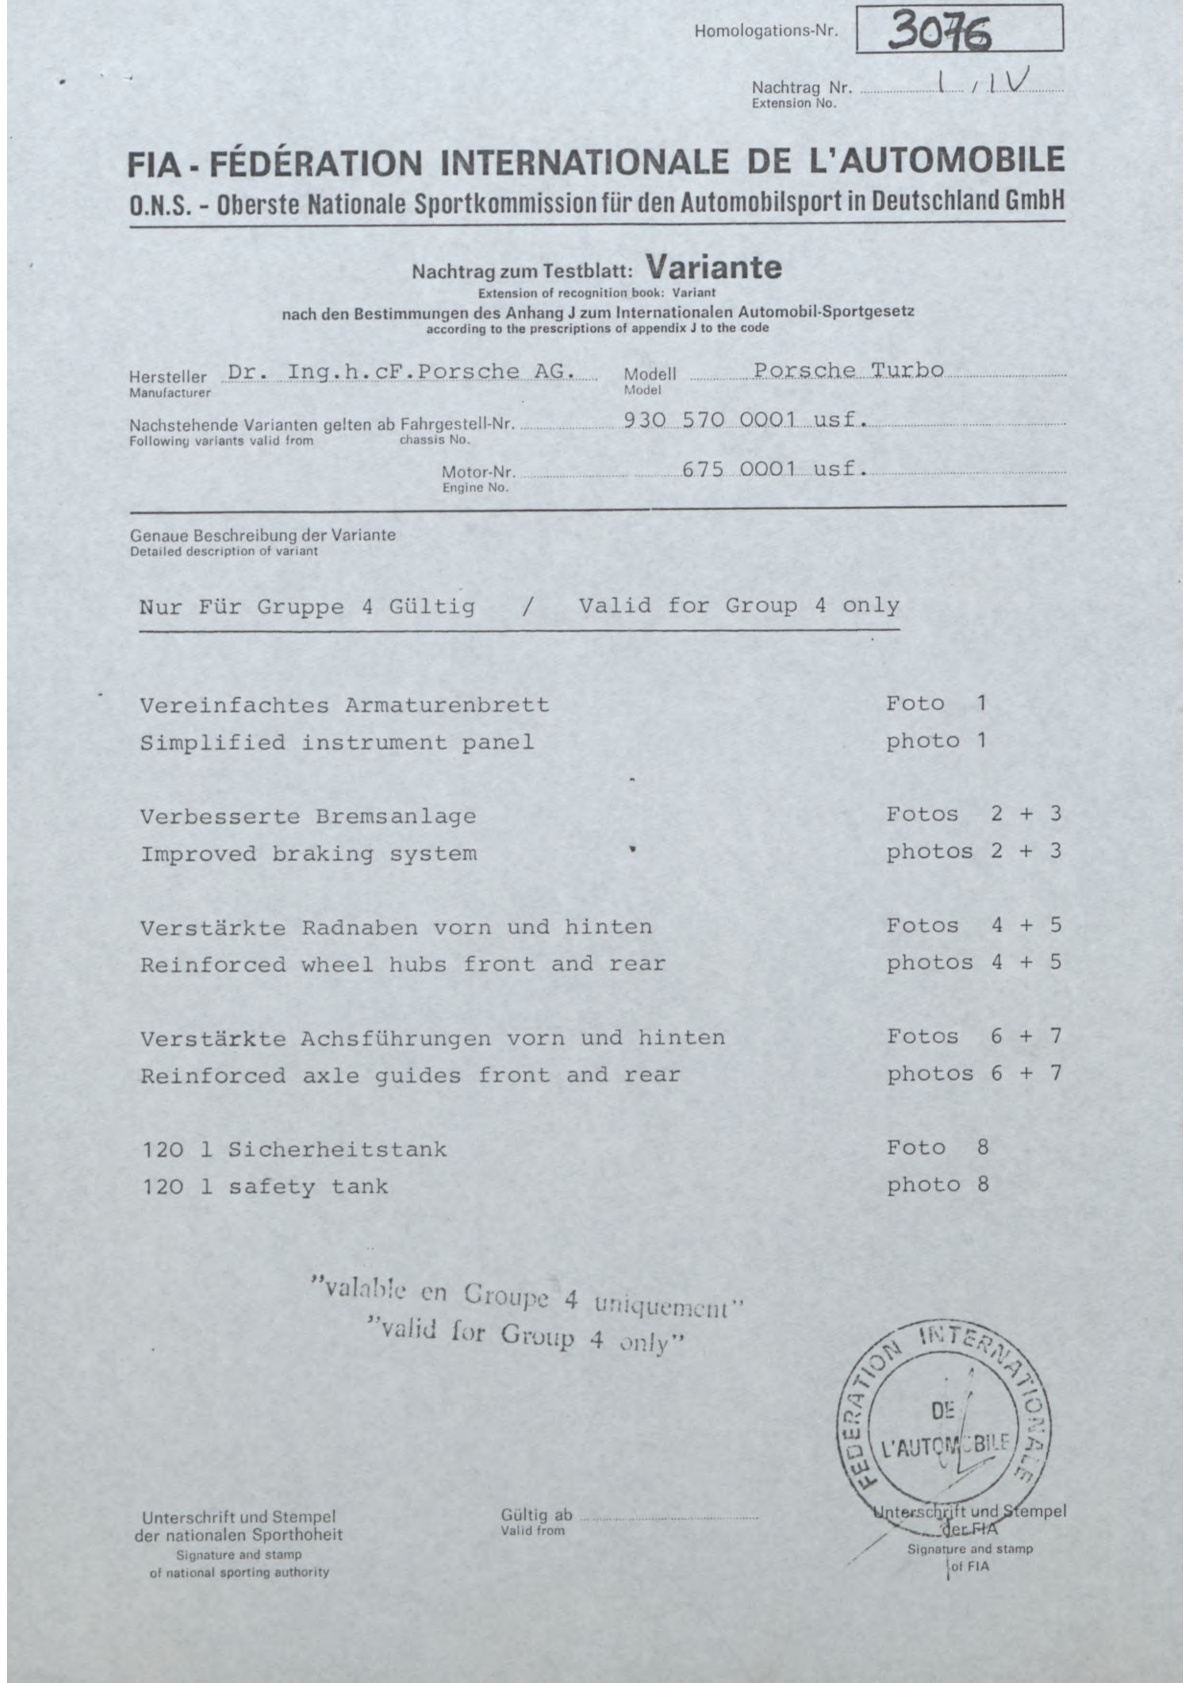 Homologations-Nr. 3076
Nachtrag Nr. 1 / IV
Extension No.
FIA - FÉDÉRATION INTERNATIONALE DE L'AUTOMOBILE
O.N.S. - Oberste Nationale Sportkommission für den Automobilsport in Deutschland GmbH
Nachtrag zum Testblatt: Variante
Extension of recognition book: Variant
nach den Bestimmungen des Anhang J zum Internationalen Automobil-Sportgesetz
according to the prescriptions of appendix J to the code
Hersteller Dr. Ing.h.cF.Porsche AG. Modell Porsche Turbo
Manufacturer Model
Nachstehende Varianten gelten ab Fahrgestell-Nr. 930 570 0001 usf.
Following variants valid from chassis No.
Motor-Nr. 675 0001 usf.
Engine No.
Genaue Beschreibung der Variante
Detailed description of variant
Nur Für Gruppe 4 Gültig / Valid for Group 4 only
Vereinfachtes Armaturenbrett Foto 1
Simplified instrument panel photo 1
Verbesserte Bremsanlage Fotos 2 + 3
Improved braking system photos 2 + 3
Verstärkte Radnaben vorn und hinten Fotos 4 + 5
Reinforced wheel hubs front and rear photos 4 + 5
Verstärkte Achsführungen vorn und hinten Fotos 6 + 7
Reinforced axle guides front and rear photos 6 + 7
120 l Sicherheitstank Foto 8
120 l safety tank photo 8
"valable en Groupe 4 uniquement"
"valid for Group 4 only"
FEDERATION INTERNATIONALE
DE
L'AUTOMOBILE
Unterschrift und Stempel
der nationalen Sporthoheit
Signature and stamp
of national sporting authority
Gültig ab
Valid from
Unterschrift und Stempel
der FIA
Signature and stamp
of FIA